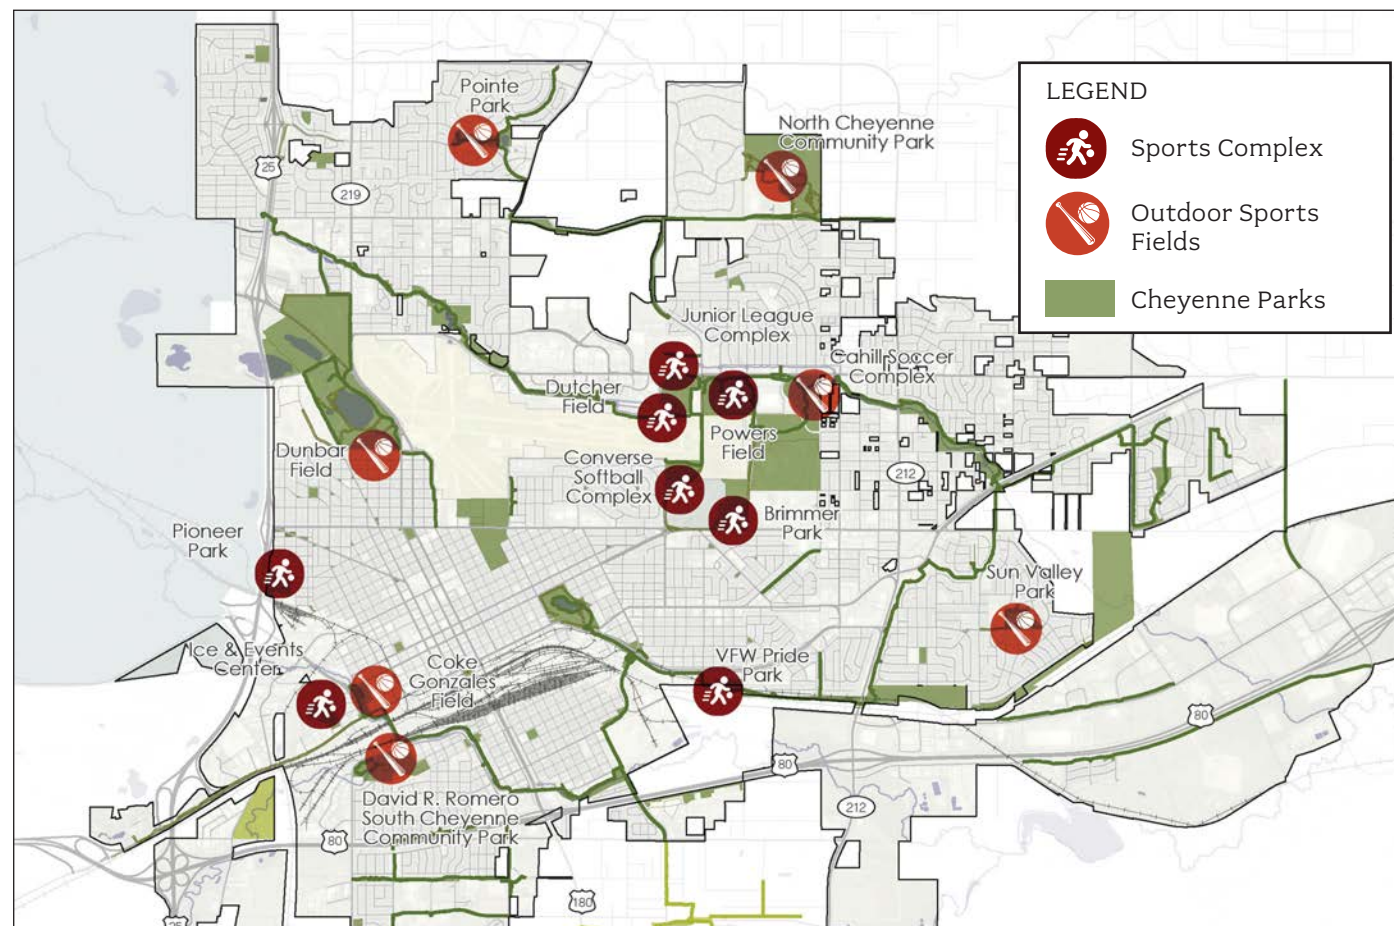 LEGEND
Sports Complex
Outdoor Sports
Fields
Cheyenne Parks
Pointe
Park
North Cheyenne
Community Park
25
219
Junior League
Complex
Cahill Soccer
Complex
Dutcher
Field
Powers
Field
Dunbar
Field
Converse
Softball
Complex
212
Brimmer
Park
Pioneer
Park
Sun Valley
Park
Ice & Events
Center
Coke
Gonzales
Field
VFW Pride
Park
80
80
212
David R. Romero
South Cheyenne
Community Park
80
180
25